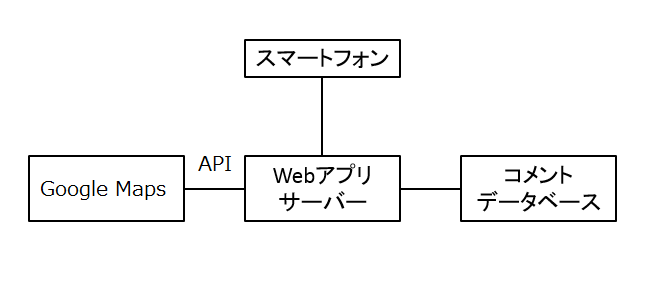 スマートフォン
API
Google Maps
Webアプリ
サーバー
コメント
データベース